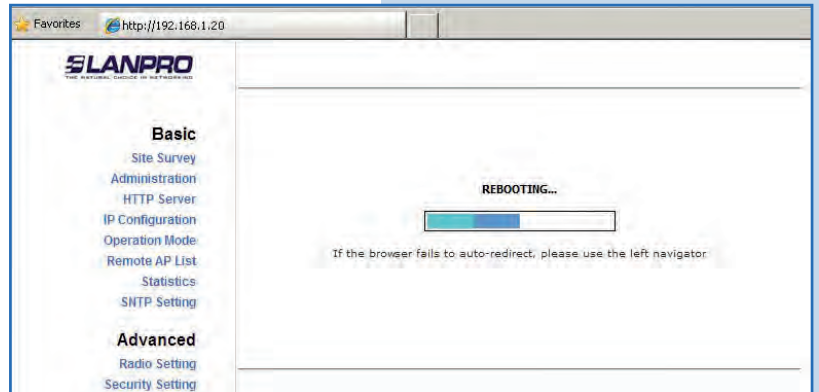 Favorites http://192.168.1.20
LANPRO
THE NATURAL CHOICE IN NETWORKING
Basic
Site Survey
Administration
HTTP Server
IP Configuration
Operation Mode
Remote AP List
Statistics
SNTP Setting
Advanced
Radio Setting
Security Setting
REBOOTING...
If the browser fails to auto-redirect, please use the left navigator